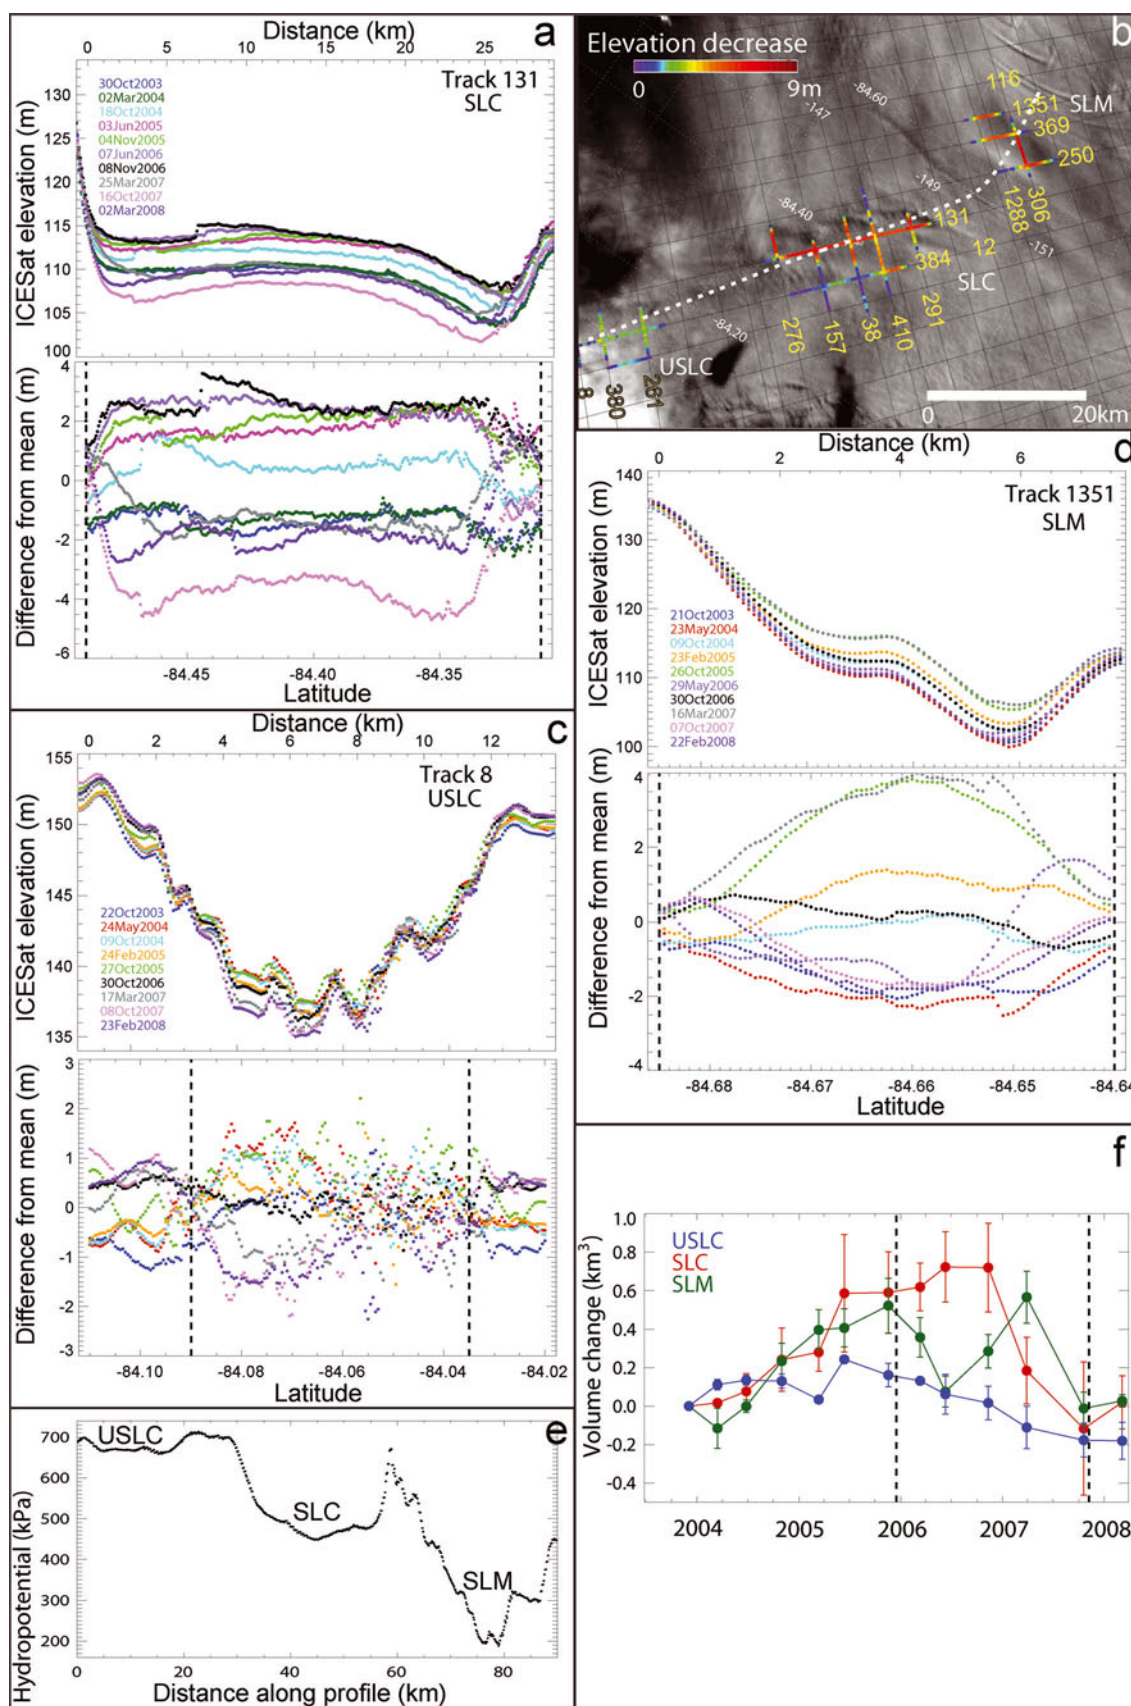 a
Distance (km)
0 5 10 15 20 25
Track 131
SLC
30Oct2003
02Mar2004
18Oct2004
03Jun2005
04Nov2005
07Jun2006
08Nov2006
25Mar2007
16Oct2007
02Mar2008
ICESat elevation (m)
130
125
120
115
110
105
100
Difference from mean (m)
4
2
0
-2
-4
-6
-84.45 -84.40 -84.35
Latitude
b
Elevation decrease
0 9m
-147
-84.60
116
1351
SLM
369
250
306
1288
-149
-151
-84.40
131
12
384
SLC
291
410
38
157
276
-84.20
USLC
261
380
8
0 20km
c
Distance (km)
0 2 4 6 8 10 12
Track 8
USLC
22Oct2003
24May2004
09Oct2004
24Feb2005
27Oct2005
30Oct2006
17Mar2007
08Oct2007
23Feb2008
ICESat elevation (m)
155
150
145
140
135
Difference from mean (m)
3
2
1
0
-1
-2
-3
-84.10 -84.08 -84.06 -84.04 -84.02
Latitude
d
Distance (km)
0 2 4 6
Track 1351
SLM
21Oct2003
23May2004
09Oct2004
23Feb2005
26Oct2005
29May2006
30Oct2006
16Mar2007
07Oct2007
22Feb2008
ICESat elevation (m)
140
130
120
110
100
Difference from mean (m)
4
2
0
-2
-4
-84.68 -84.67 -84.66 -84.65 -84.64
Latitude
e
Hydropotential (kPa)
700
600
500
400
300
200
USLC
SLC
SLM
0 20 40 60 80
Distance along profile (km)
f
Volume change (km³)
1.0
0.8
0.6
0.4
0.2
0.0
-0.2
-0.4
USLC
SLC
SLM
2004 2005 2006 2007 2008